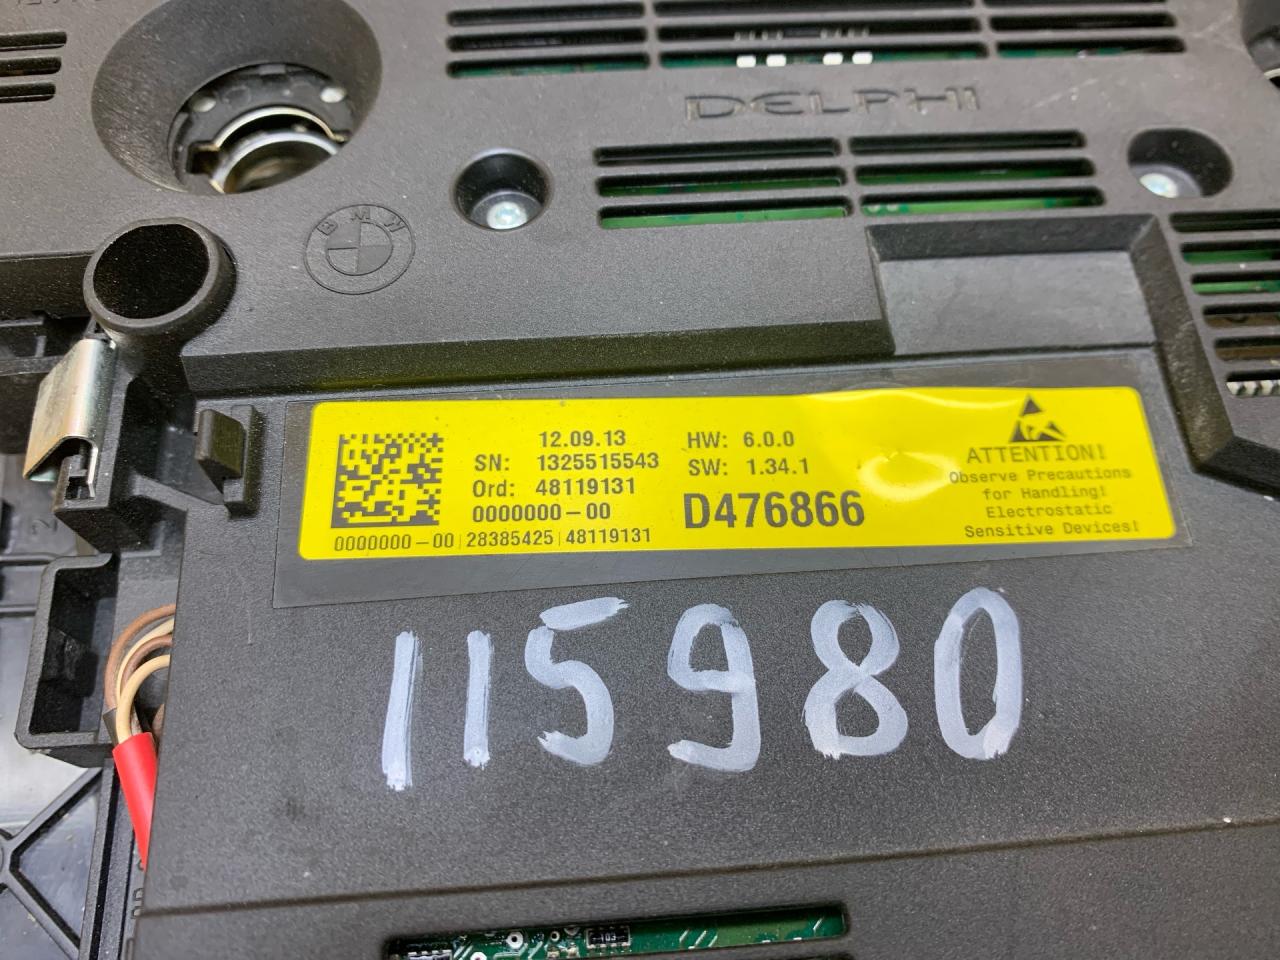 DELPHI
BMW
12.09.13
SN: 1325515543
Ord: 48119131
0000000-00
0000000-00|28385425|48119131
HW: 6.0.0
SW: 1.34.1
D476866
ATTENTION!
Observe Precautions
for Handling!
Electrostatic
Sensitive Devices!
115980
103